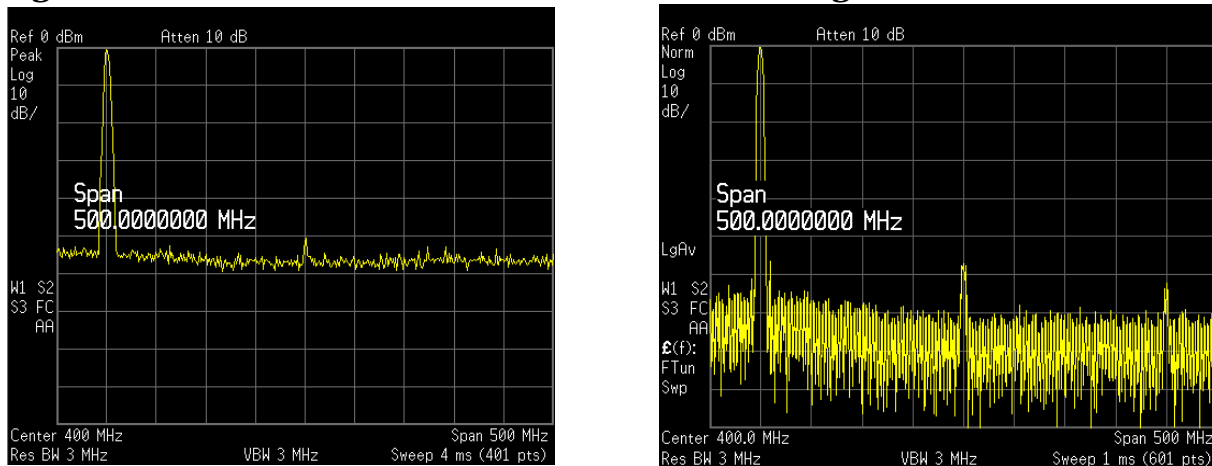 Ref 0 dBm Atten 10 dB
Peak
Log
10
dB/
Span
500.0000000 MHz
W1 S2
S3 FC
AA
Center 400 MHz Span 500 MHz
Res BW 3 MHz VBW 3 MHz Sweep 4 ms (401 pts)
Ref 0 dBm Atten 10 dB
Norm
Log
10
dB/
Span
500.0000000 MHz
LgAv
W1 S2
S3 FC
AA
£(f):
FTun
Swp
Center 400.0 MHz Span 500 MHz
Res BW 3 MHz VBW 3 MHz Sweep 1 ms (601 pts)